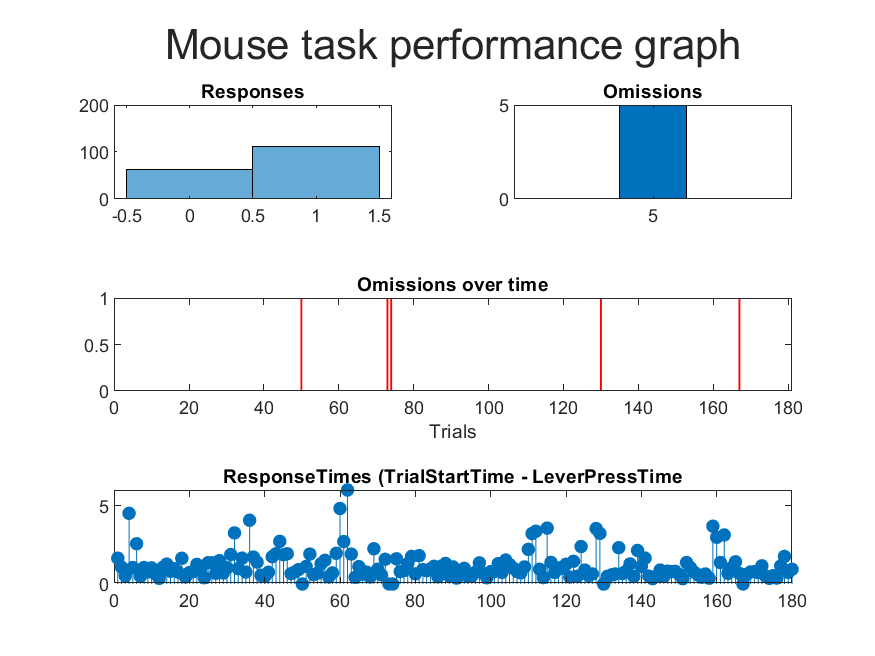 Mouse task performance graph
Responses
200
100
0
-0.5 0 0.5 1 1.5
Omissions
5
0
5
Omissions over time
1
0.5
0
0 20 40 60 80 100 120 140 160 180
Trials
ResponseTimes (TrialStartTime - LeverPressTime
5
0
0 20 40 60 80 100 120 140 160 180